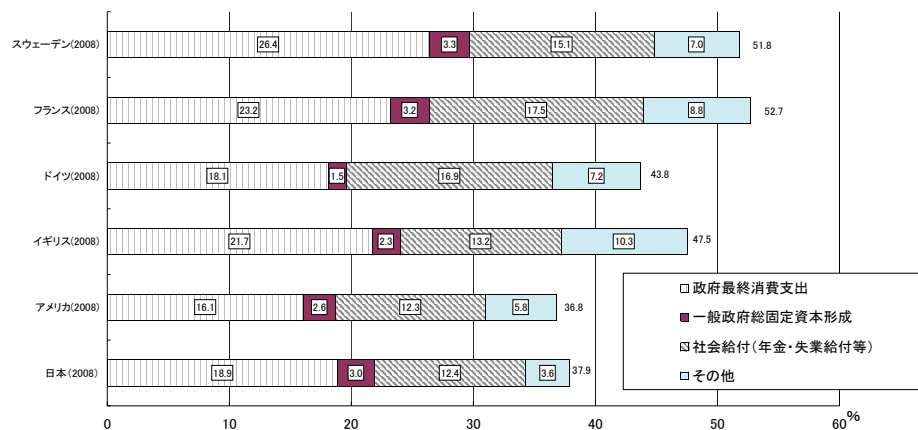 スウェーデン(2008)
26.4
3.3
15.1
7.0
51.8
フランス(2008)
23.2
3.2
17.5
8.8
52.7
ドイツ(2008)
18.1
1.5
16.9
7.2
43.8
イギリス(2008)
21.7
2.3
13.2
10.3
47.5
アメリカ(2008)
16.1
2.6
12.3
5.8
36.8
日本(2008)
18.9
3.0
12.4
3.6
37.9
政府最終消費支出
一般政府総固定資本形成
社会給付(年金・失業給付等)
その他
0 10 20 30 40 50 60 %